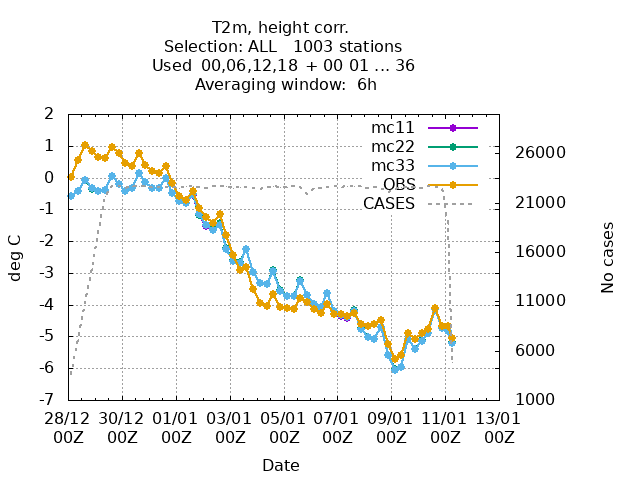 T2m, height corr.
Selection: ALL   1003 stations
Used  00,06,12,18  + 00 01 ... 36
Averaging window:  6h
mc11
mc22
mc33
OBS
CASES
2
1
0
-1
-2
-3
-4
-5
-6
-7
deg C
26000
21000
16000
11000
6000
1000
No cases
28/12 30/12 01/01 03/01 05/01 07/01 09/01 11/01 13/01
00Z 00Z 00Z 00Z 00Z 00Z 00Z 00Z 00Z
Date